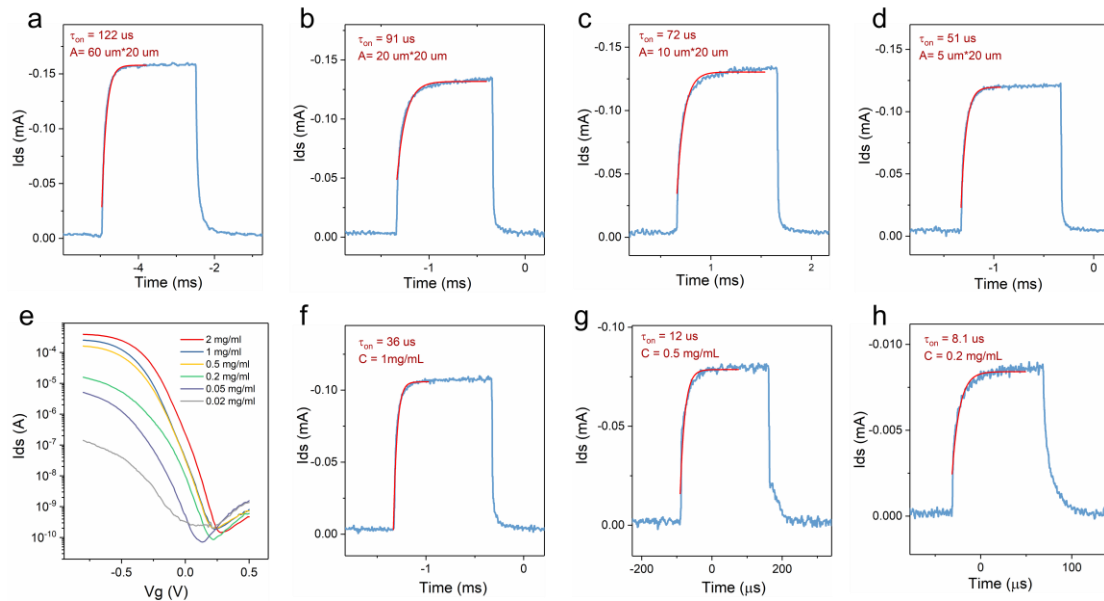 a
τon = 122 us
A= 60 um*20 um
-0.15
-0.10
-0.05
0.00
Ids (mA)
-4
-2
Time (ms)
b
τon = 91 us
A= 20 um*20 um
-0.15
-0.10
-0.05
0.00
Ids (mA)
-1
0
Time (ms)
c
τon = 72 us
A= 10 um*20 um
-0.15
-0.10
-0.05
0.00
Ids (mA)
1
2
Time (ms)
d
τon = 51 us
A= 5 um*20 um
-0.15
-0.10
-0.05
0.00
Ids (mA)
-1
0
Time (ms)
e
2 mg/ml
1 mg/ml
0.5 mg/ml
0.2 mg/ml
0.05 mg/ml
0.02 mg/ml
10-4
10-5
10-6
10-7
10-8
10-9
10-10
Ids (A)
-0.5
0.0
0.5
Vg (V)
f
τon = 36 us
C = 1mg/mL
-0.10
-0.05
0.00
Ids (mA)
-1
0
Time (ms)
g
τon = 12 us
C = 0.5 mg/mL
-0.10
-0.05
0.00
Ids (mA)
-200
0
200
Time (μs)
h
τon = 8.1 us
C = 0.2 mg/mL
-0.010
-0.005
0.000
Ids (mA)
0
100
Time (μs)